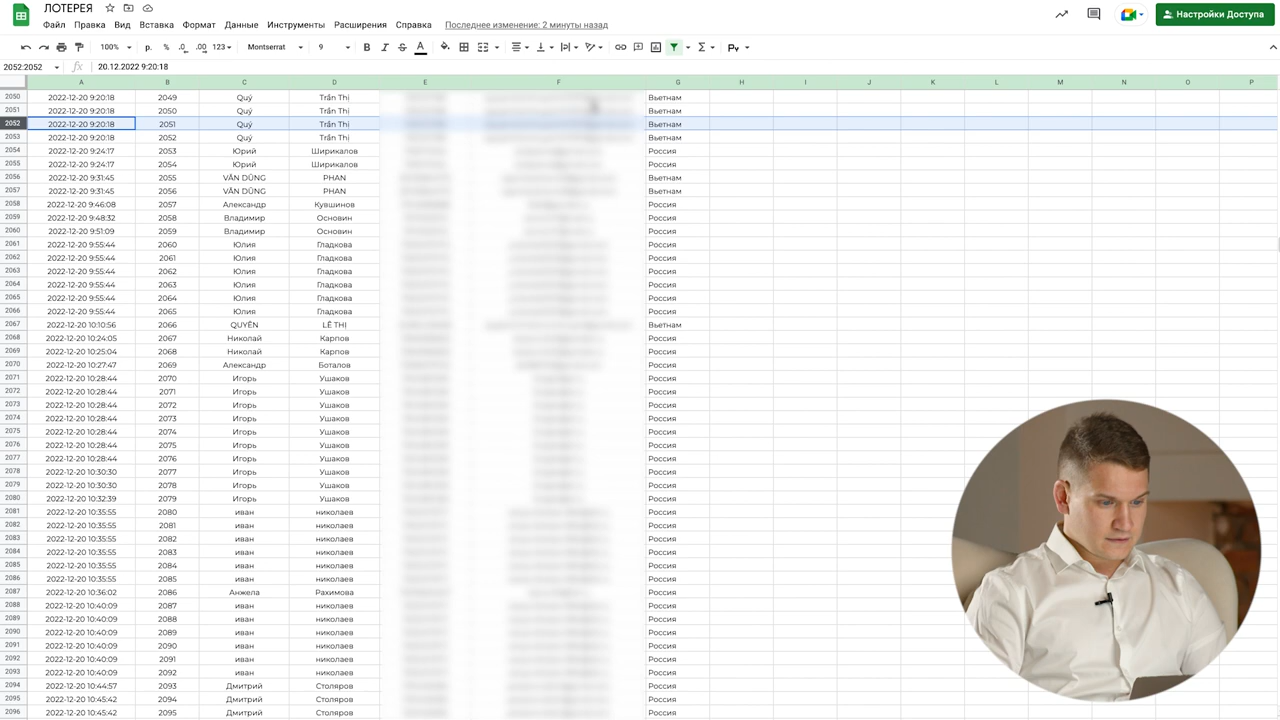 ЛОТЕРЕЯ
Файл Правка Вид Вставка Формат Данные Инструменты Расширения Справка Последнее изменение: 2 минуты назад
Настройки Доступа
100% р. % .0 .00 123 Montserrat 9 B I S A Σ
2052:2052 fx 20.12.2022 9:20:18
A B C D E F G H I J K L M N O P
2050 2022-12-20 9:20:18 2049 Quý Trần Thị Вьетнам
2051 2022-12-20 9:20:18 2050 Quý Trần Thị Вьетнам
2052 2022-12-20 9:20:18 2051 Quý Trần Thị Вьетнам
2053 2022-12-20 9:20:18 2052 Quý Trần Thị Вьетнам
2054 2022-12-20 9:24:17 2053 Юрий Ширикалов Россия
2055 2022-12-20 9:24:17 2054 Юрий Ширикалов Россия
2056 2022-12-20 9:31:45 2055 VĂN DŨNG PHAN Вьетнам
2057 2022-12-20 9:31:45 2056 VĂN DŨNG PHAN Вьетнам
2058 2022-12-20 9:46:08 2057 Александр Кувшинов Россия
2059 2022-12-20 9:48:32 2058 Владимир Основин Россия
2060 2022-12-20 9:51:09 2059 Владимир Основин Россия
2061 2022-12-20 9:55:44 2060 Юлия Гладкова Россия
2062 2022-12-20 9:55:44 2061 Юлия Гладкова Россия
2063 2022-12-20 9:55:44 2062 Юлия Гладкова Россия
2064 2022-12-20 9:55:44 2063 Юлия Гладкова Россия
2065 2022-12-20 9:55:44 2064 Юлия Гладкова Россия
2066 2022-12-20 9:55:44 2065 Юлия Гладкова Россия
2067 2022-12-20 10:10:56 2066 QUYÊN LÊ THỊ Вьетнам
2068 2022-12-20 10:24:05 2067 Николай Карпов Россия
2069 2022-12-20 10:25:04 2068 Николай Карпов Россия
2070 2022-12-20 10:27:47 2069 Александр Боталов Россия
2071 2022-12-20 10:28:44 2070 Игорь Ушаков Россия
2072 2022-12-20 10:28:44 2071 Игорь Ушаков Россия
2073 2022-12-20 10:28:44 2072 Игорь Ушаков Россия
2074 2022-12-20 10:28:44 2073 Игорь Ушаков Россия
2075 2022-12-20 10:28:44 2074 Игорь Ушаков Россия
2076 2022-12-20 10:28:44 2075 Игорь Ушаков Россия
2077 2022-12-20 10:28:44 2076 Игорь Ушаков Россия
2078 2022-12-20 10:30:30 2077 Игорь Ушаков Россия
2079 2022-12-20 10:30:30 2078 Игорь Ушаков Россия
2080 2022-12-20 10:32:39 2079 Игорь Ушаков Россия
2081 2022-12-20 10:35:55 2080 иван николаев Россия
2082 2022-12-20 10:35:55 2081 иван николаев Россия
2083 2022-12-20 10:35:55 2082 иван николаев Россия
2084 2022-12-20 10:35:55 2083 иван николаев Россия
2085 2022-12-20 10:35:55 2084 иван николаев Россия
2086 2022-12-20 10:35:55 2085 иван николаев Россия
2087 2022-12-20 10:36:02 2086 Анжела Рахимова Россия
2088 2022-12-20 10:40:09 2087 иван николаев Россия
2089 2022-12-20 10:40:09 2088 иван николаев Россия
2090 2022-12-20 10:40:09 2089 иван николаев Россия
2091 2022-12-20 10:40:09 2090 иван николаев Россия
2092 2022-12-20 10:40:09 2091 иван николаев Россия
2093 2022-12-20 10:40:09 2092 иван николаев Россия
2094 2022-12-20 10:44:57 2093 Дмитрий Столяров Россия
2095 2022-12-20 10:45:42 2094 Дмитрий Столяров Россия
2096 2022-12-20 10:45:42 2095 Дмитрий Столяров Россия